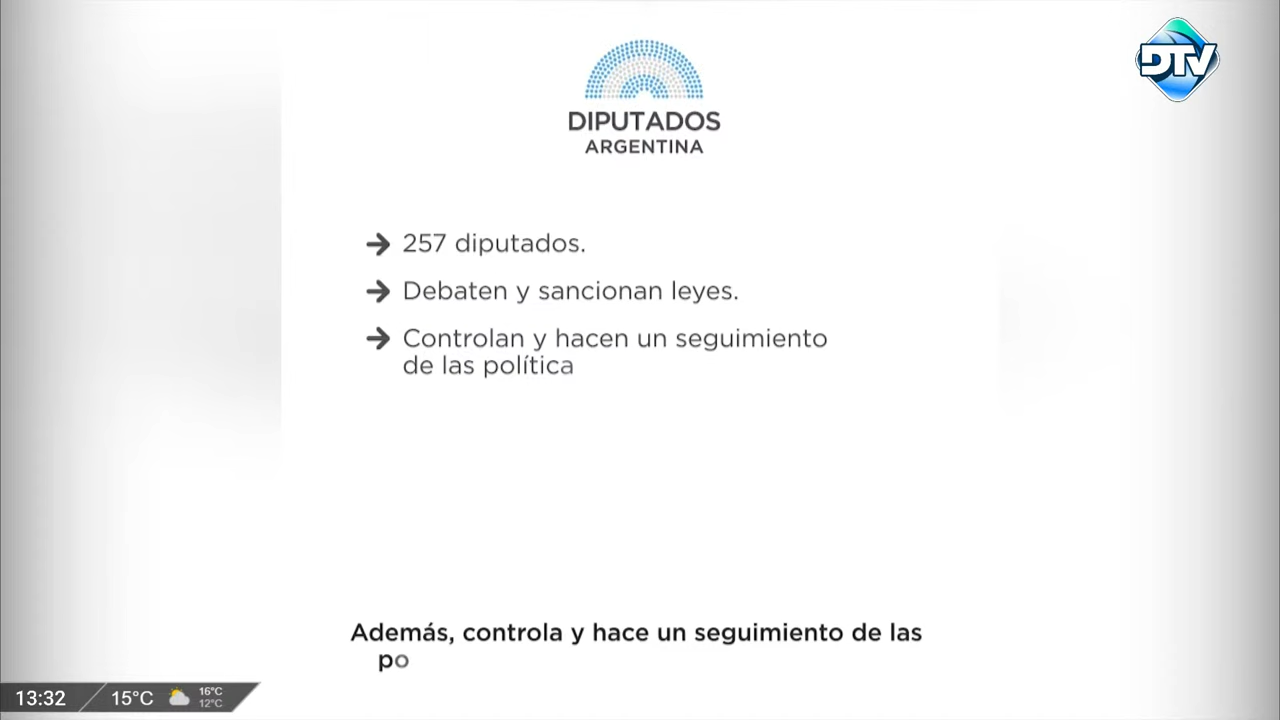 DTV
DIPUTADOS
ARGENTINA
→ 257 diputados.
→ Debaten y sancionan leyes.
→ Controlan y hacen un seguimiento
de las política
Además, controla y hace un seguimiento de las
po
13:32 15°C 16°C
12°C